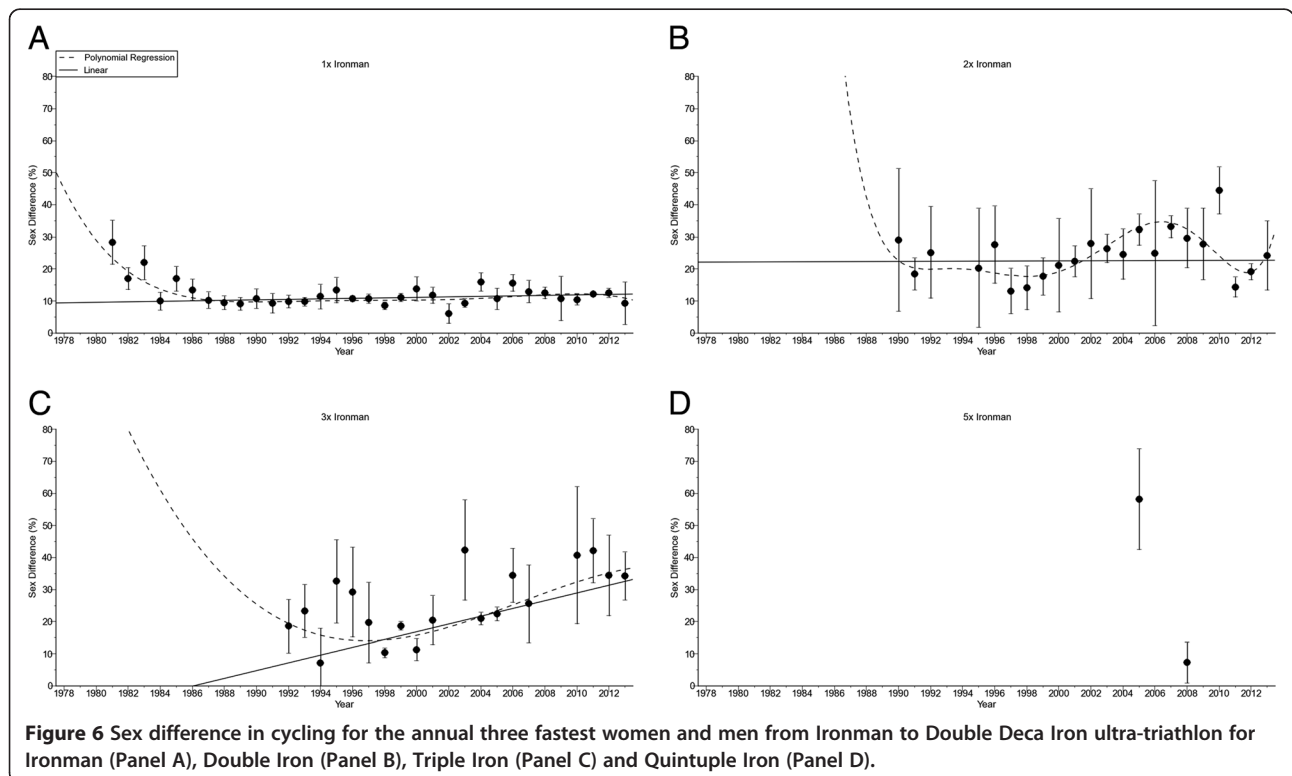 A
Polynomial Regression
Linear
1x Ironman
80
70
60
50
40
30
20
10
0
Sex Difference (%)
1978 1980 1982 1984 1986 1988 1990 1992 1994 1996 1998 2000 2002 2004 2006 2008 2010 2012
Year
B
2x Ironman
80
70
60
50
40
30
20
10
0
Sex Difference (%)
1978 1980 1982 1984 1986 1988 1990 1992 1994 1996 1998 2000 2002 2004 2006 2008 2010 2012
Year
C
3x Ironman
80
70
60
50
40
30
20
10
0
Sex Difference (%)
1978 1980 1982 1984 1986 1988 1990 1992 1994 1996 1998 2000 2002 2004 2006 2008 2010 2012
Year
D
5x Ironman
80
70
60
50
40
30
20
10
0
Sex Difference (%)
1978 1980 1982 1984 1986 1988 1990 1992 1994 1996 1998 2000 2002 2004 2006 2008 2010 2012
Year
Figure 6 Sex difference in cycling for the annual three fastest women and men from Ironman to Double Deca Iron ultra-triathlon for
Ironman (Panel A), Double Iron (Panel B), Triple Iron (Panel C) and Quintuple Iron (Panel D).